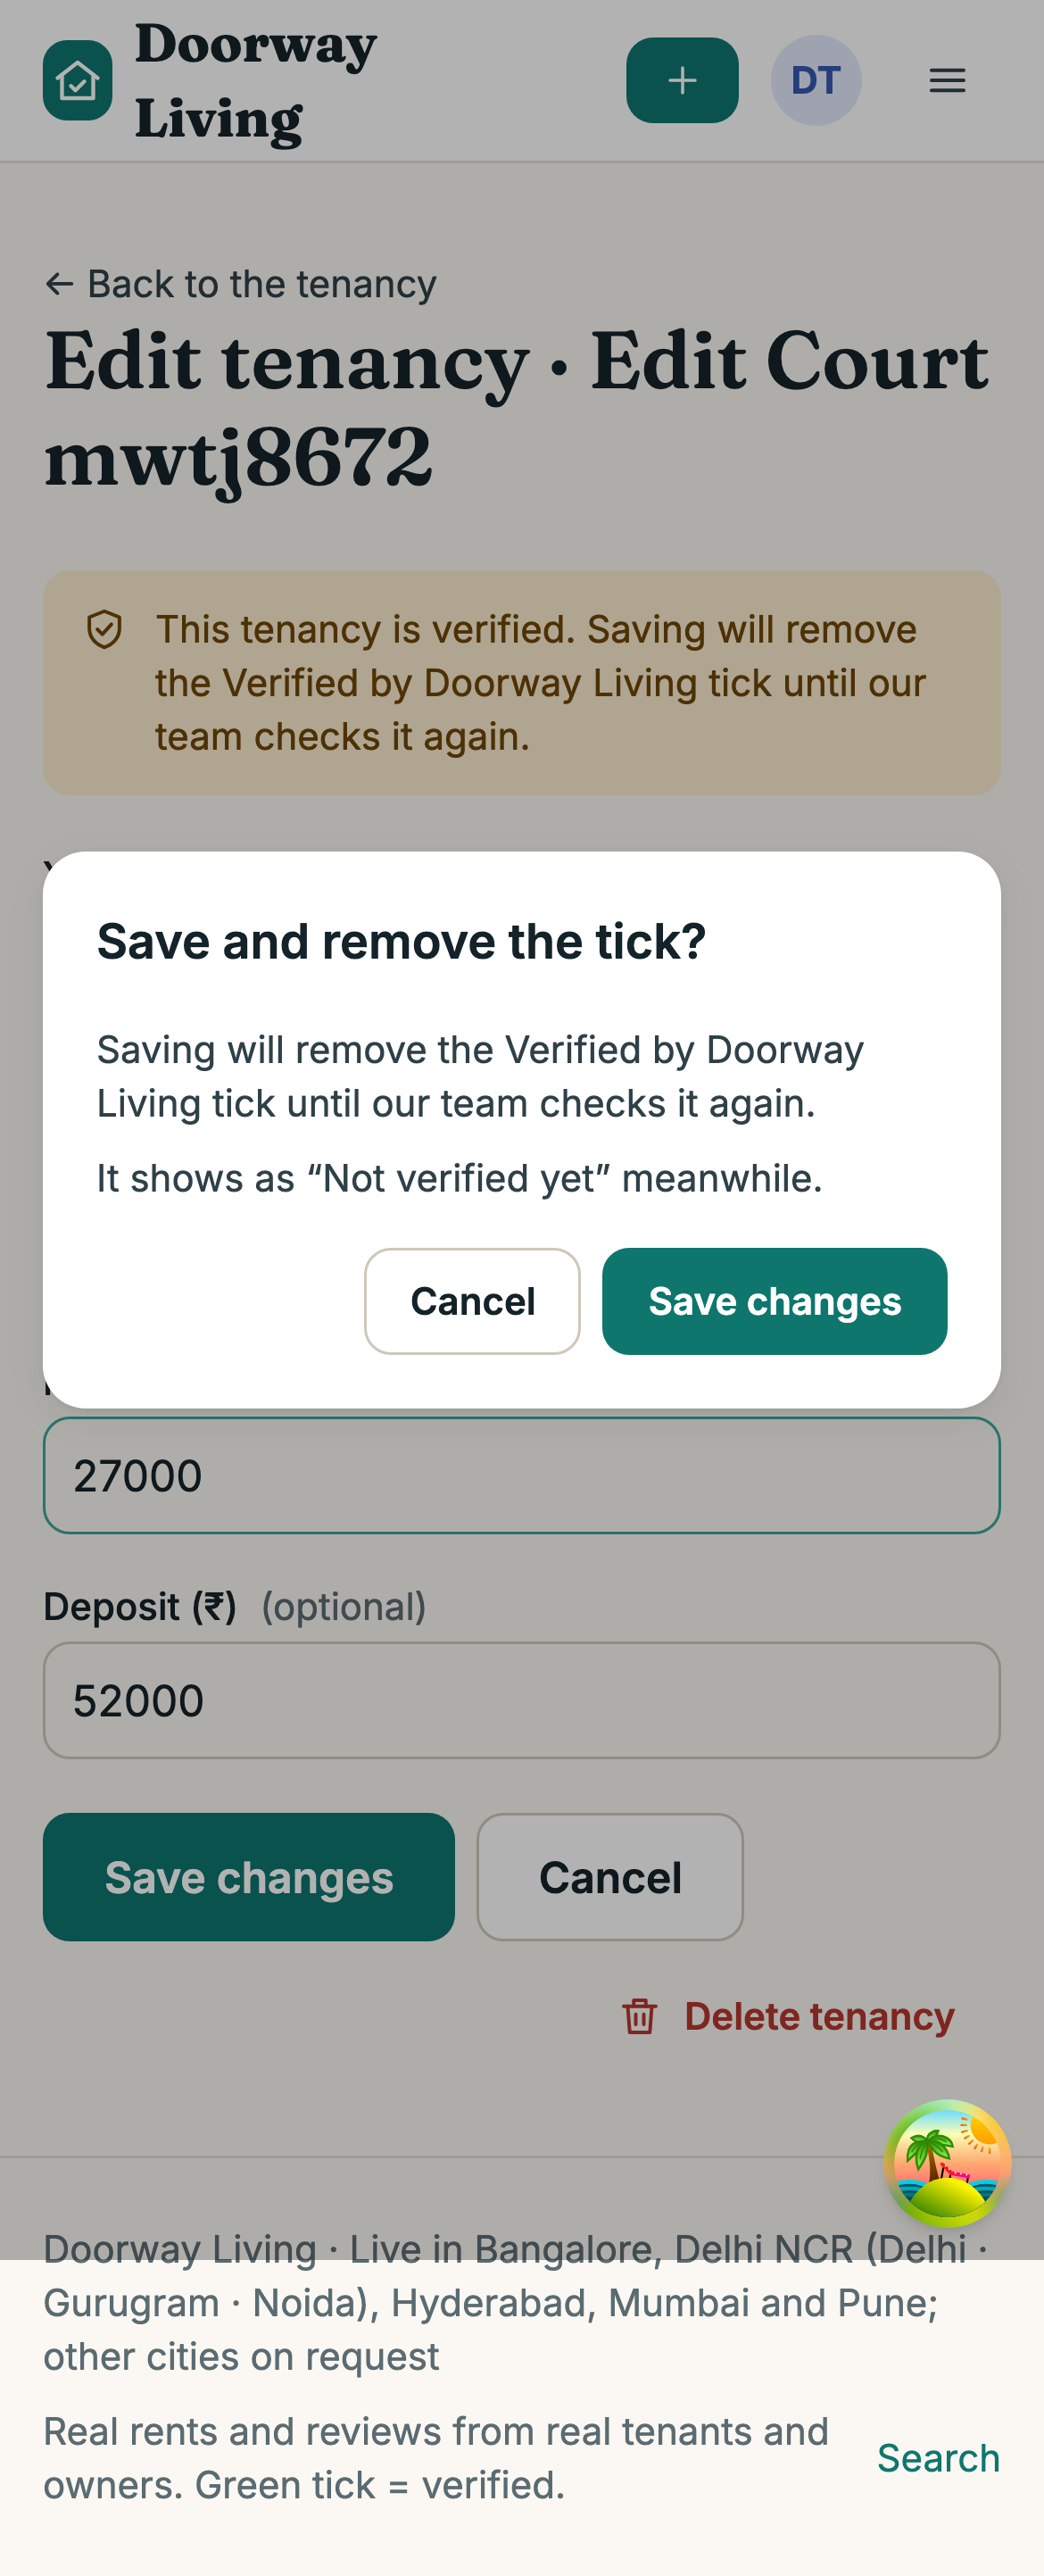 Doorway
Living
DT
← Back to the tenancy
Edit tenancy · Edit Court
mwtj8672
This tenancy is verified. Saving will remove
the Verified by Doorway Living tick until our
team checks it again.
Save and remove the tick?
Saving will remove the Verified by Doorway
Living tick until our team checks it again.
It shows as “Not verified yet” meanwhile.
Cancel
Save changes
27000
Deposit (₹) (optional)
52000
Save changes
Cancel
Delete tenancy
Doorway Living · Live in Bangalore, Delhi NCR (Delhi ·
Gurugram · Noida), Hyderabad, Mumbai and Pune;
other cities on request
Real rents and reviews from real tenants and
owners. Green tick = verified.
Search